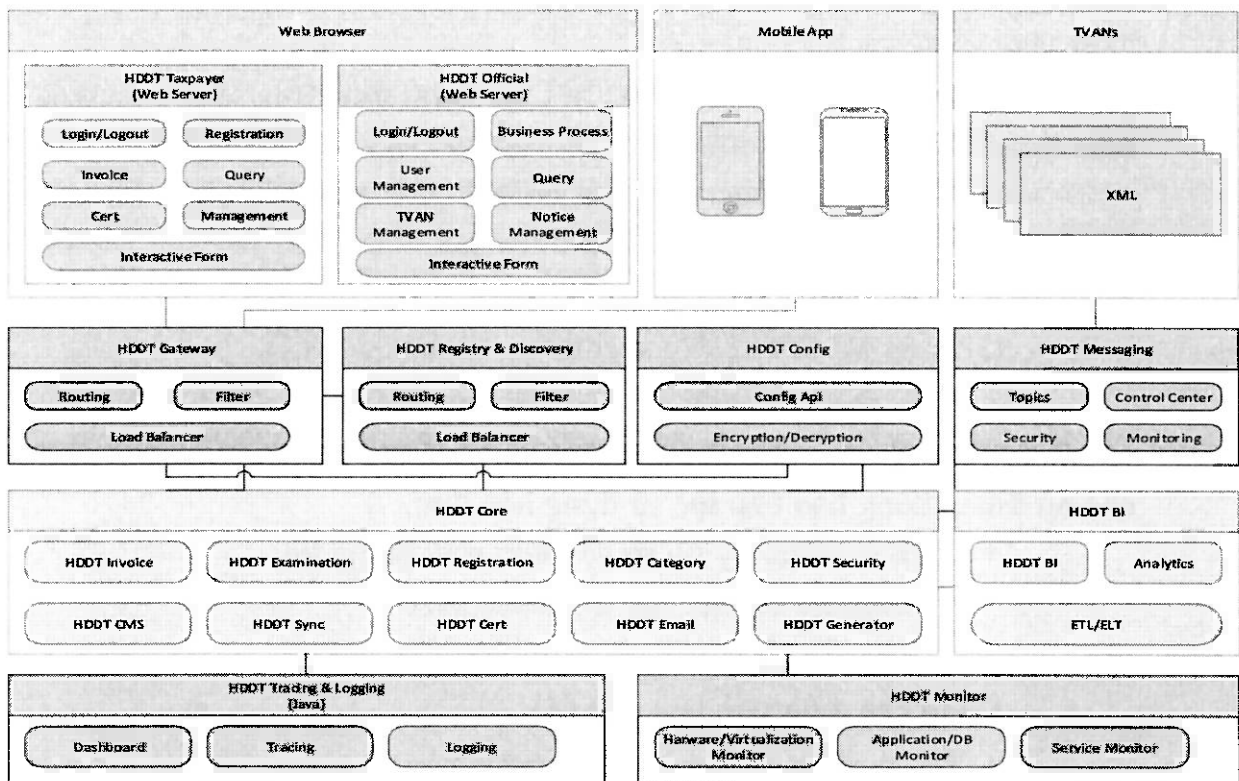 Web Browser
HDDT Taxpayer
(Web Server)
Login/Logout
Registration
Invoice
Query
Cert
Management
Interactive Form
HDDT Official
(Web Server)
Login/Logout
Business Process
User
Management
Query
TVAN
Management
Notice
Management
Interactive Form
Mobile App
TVANs
XML
HDDT Gateway
Routing
Filter
Load Balancer
HDDT Registry & Discovery
Routing
Filter
Load Balancer
HDDT Config
Config Api
Encryption/Decryption
HDDT Messaging
Topics
Control Center
Security
Monitoring
HDDT Core
HDDT Invoice
HDDT Examination
HDDT Registration
HDDT Category
HDDT Security
HDDT CMS
HDDT Sync
HDDT Cert
HDDT Email
HDDT Generator
HDDT BI
HDDT BI
Analytics
ETL/ELT
HDDT Tracing & Logging
(Java)
Dashboard
Tracing
Logging
HDDT Monitor
Harware/Virtualization
Monitor
Application/DB
Monitor
Service Monitor